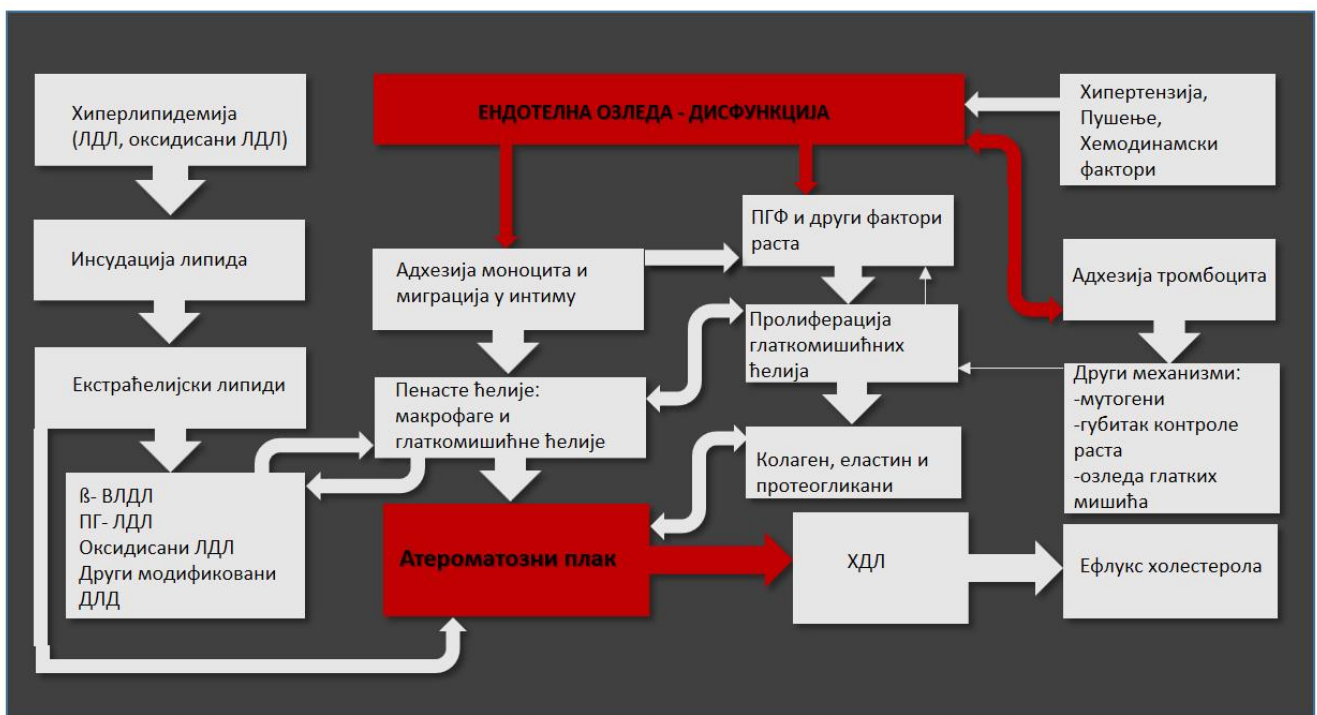 Хиперлипидемија
(ЛДЛ, оксидисани ЛДЛ)
Инсудација липида
Екстраћелијски липиди
ß- ВЛДЛ
ПГ- ЛДЛ
Оксидисани ЛДЛ
Други модификовани
ДЛД
ЕНДОТЕЛНА ОЗЛЕДА - ДИСФУНКЦИЈА
Адхезија моноцита и
миграција у интиму
Пенасте ћелије:
макрофаге и
глаткомишићне ћелије
Атероматозни плак
ПГФ и други фактори
раста
Пролиферација
глаткомишићних
ћелија
Колаген, еластин и
протеогликани
ХДЛ
Хипертензија,
Пушење,
Хемодинамски
фактори
Адхезија тромбоцита
Други механизми:
-мутогени
-губитак контроле
раста
-озледа глатких
мишића
Ефлукс холестерола